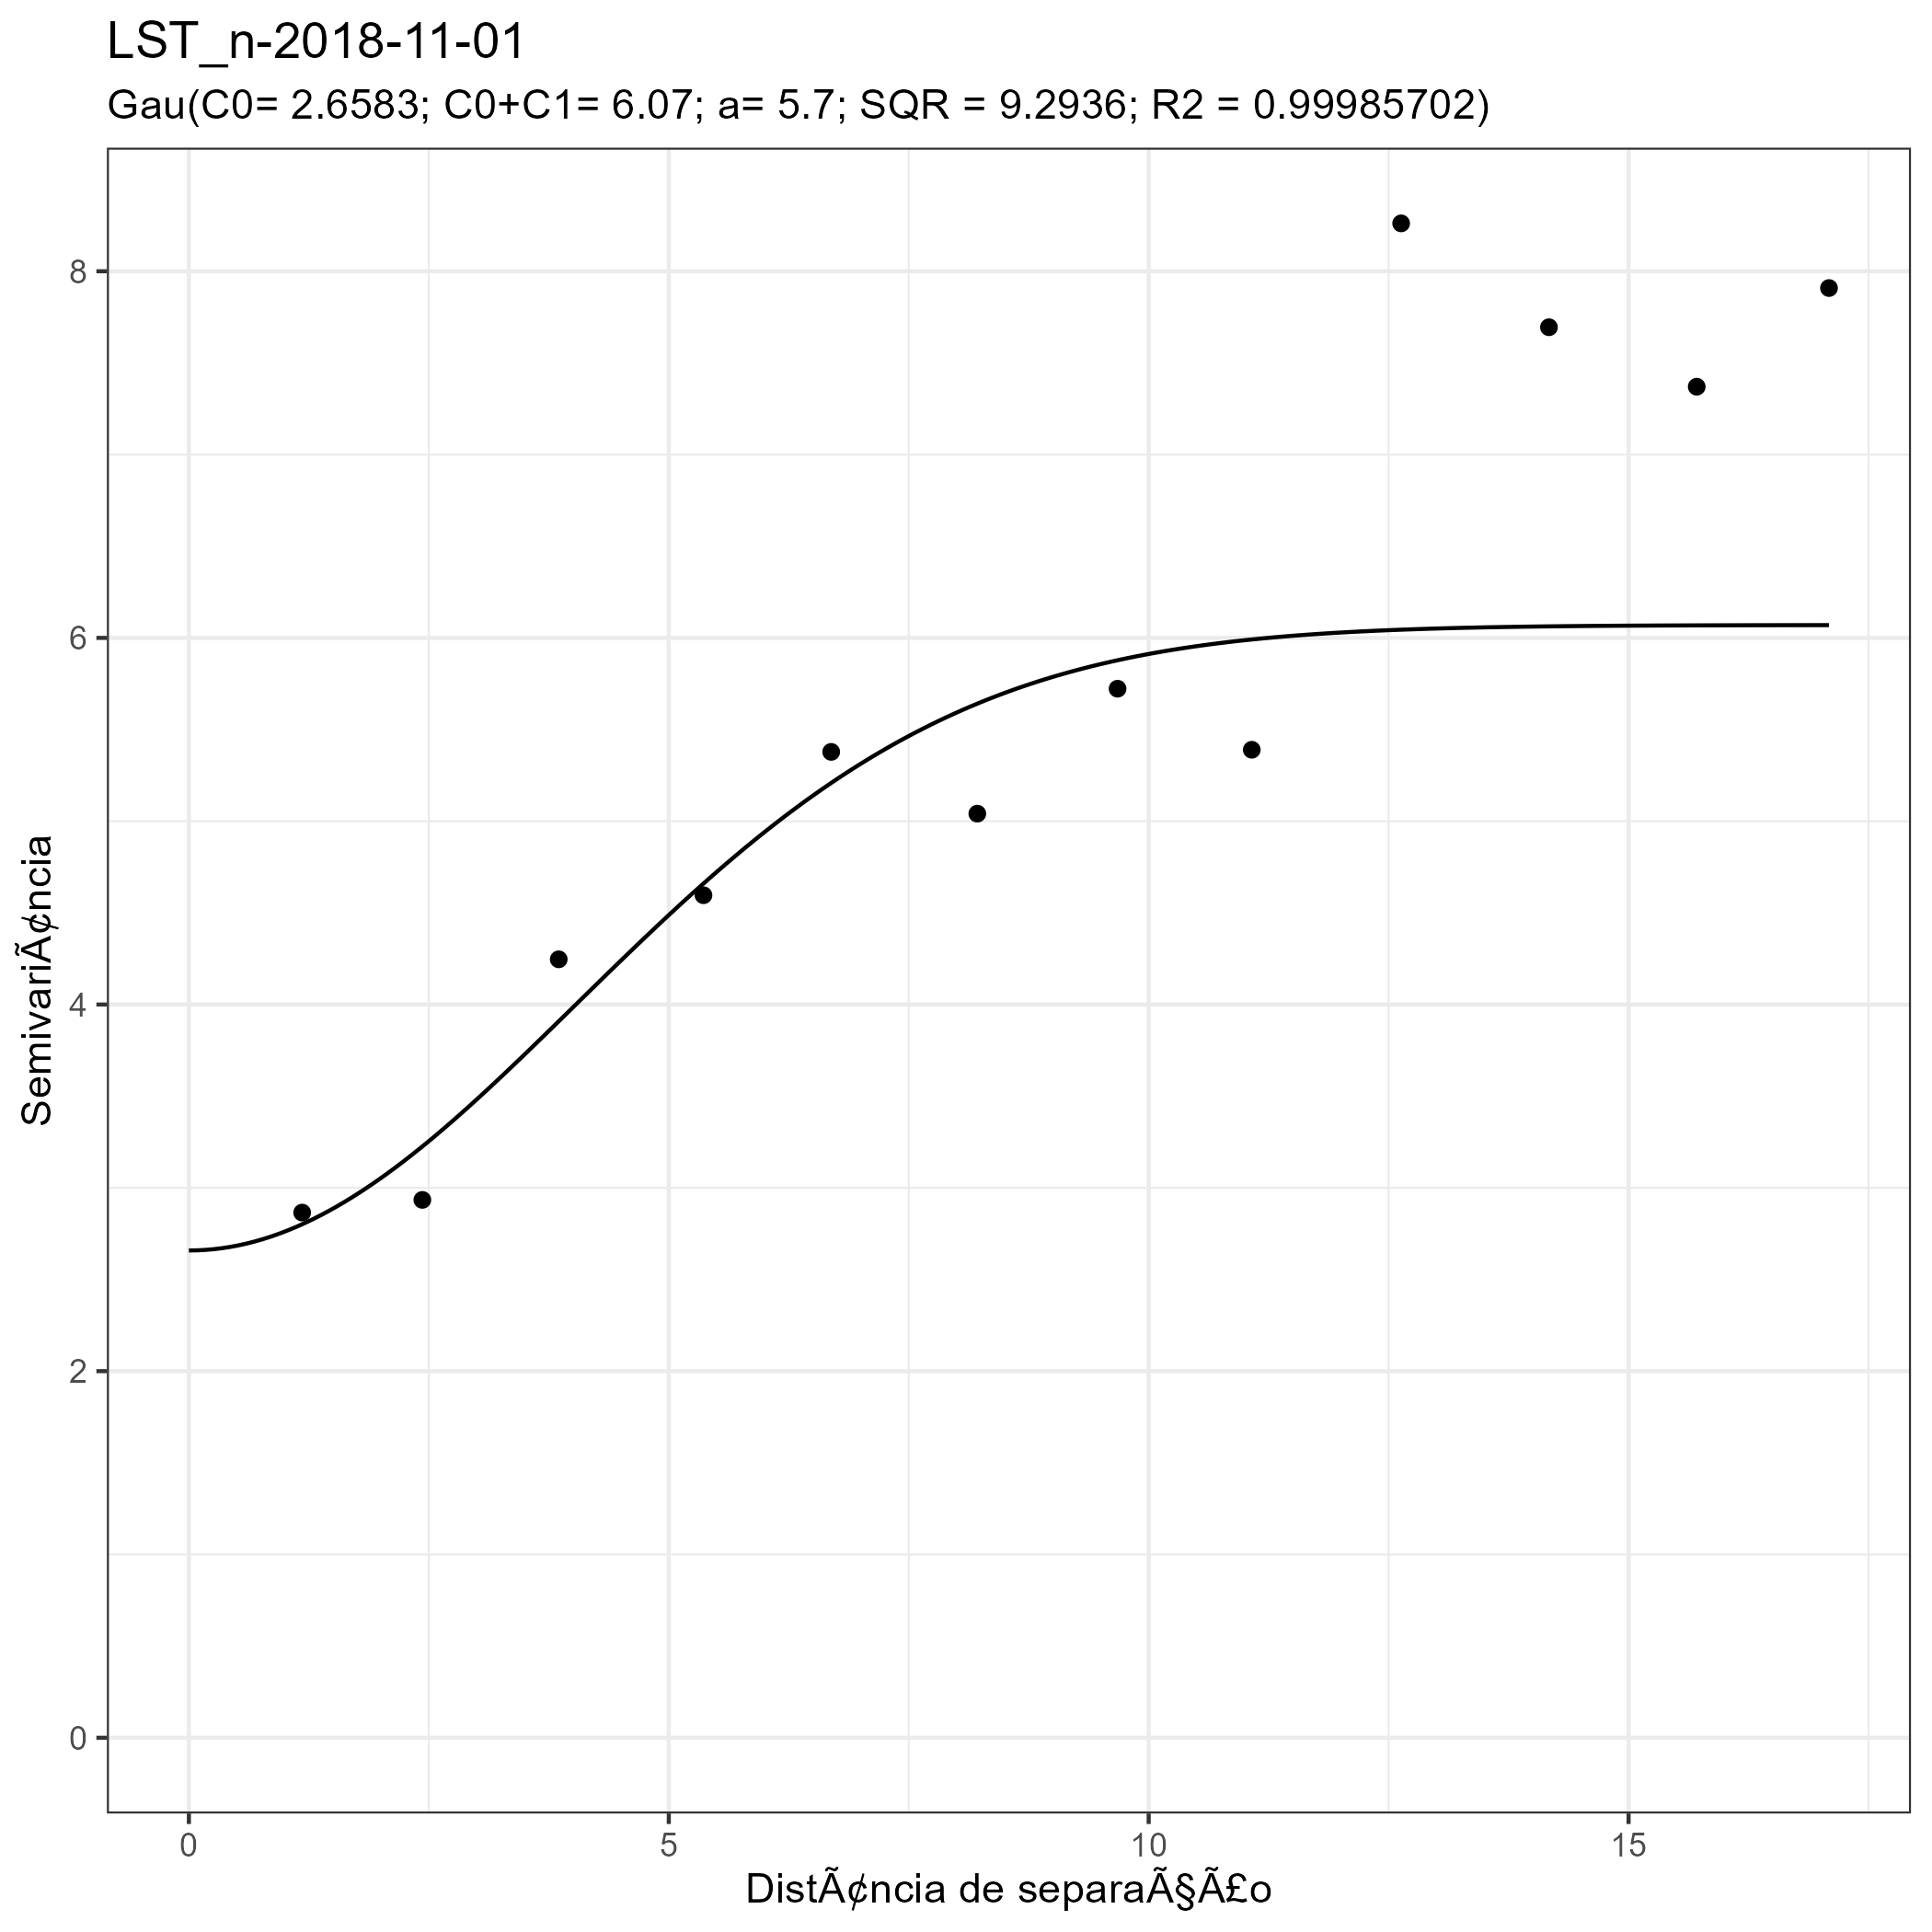 LST_n-2018-11-01
Gau(C0= 2.6583; C0+C1= 6.07; a= 5.7; SQR = 9.2936; R2 = 0.99985702)
SemivariÃ¢ncia
8
6
4
2
0
0 5 10 15
DistÃ¢ncia de separaÃ§Ã£o